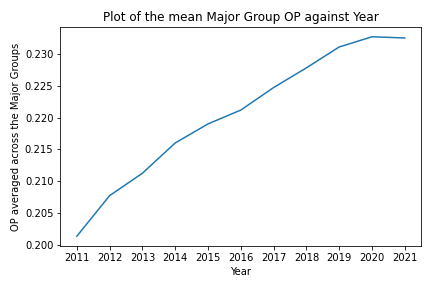 Plot of the mean Major Group OP against Year
OP averaged across the Major Groups
0.230
0.225
0.220
0.215
0.210
0.205
0.200
2011 2012 2013 2014 2015 2016 2017 2018 2019 2020 2021
Year